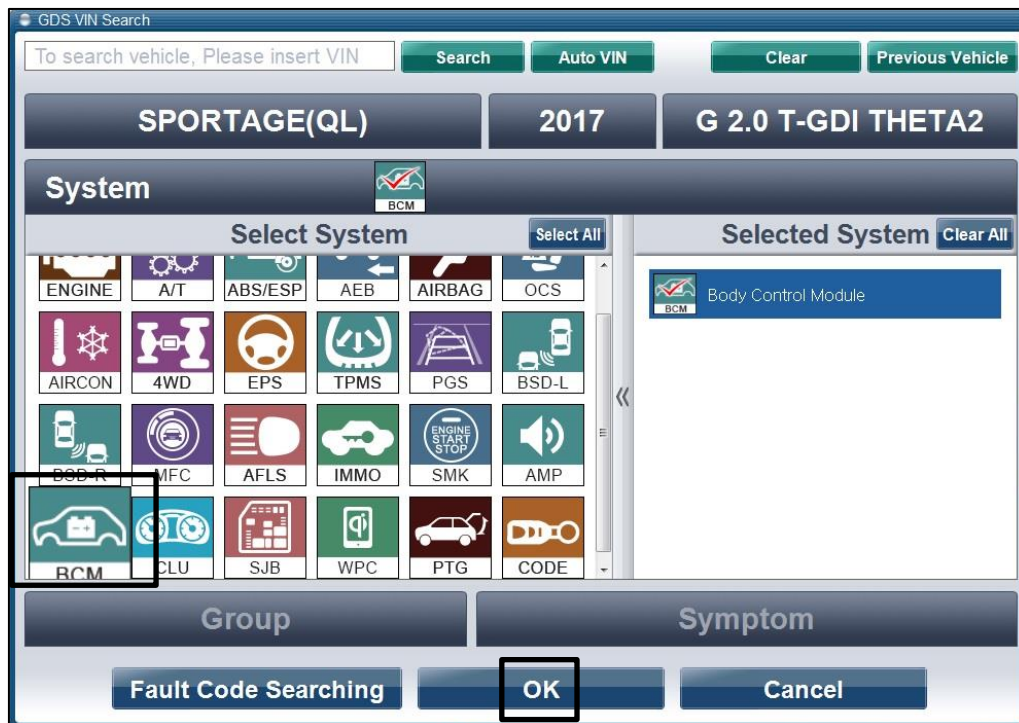 GDS VIN Search
To search vehicle, Please insert VIN Search Auto VIN Clear Previous Vehicle
SPORTAGE(QL) 2017 G 2.0 T-GDI THETA2
System BCM
Select System Select All Selected System Clear All
ENGINE A/T ABS/ESP AEB AIRBAG OCS
BCM Body Control Module
AIRCON 4WD EPS TPMS PGS BSD-L
ENGINE START STOP
BSD-R MFC AFLS IMMO SMK AMP
BCM CLU SJB WPC PTG CODE
Group Symptom
Fault Code Searching OK Cancel